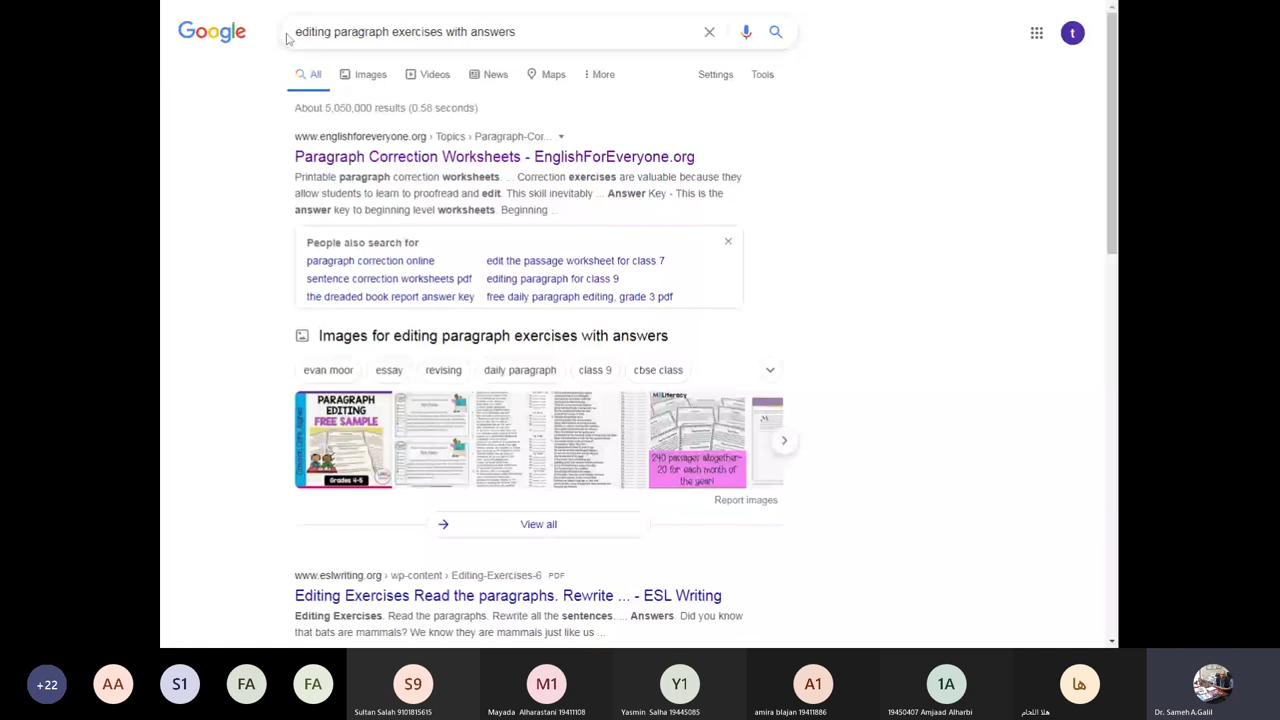 Google
editing paragraph exercises with answers
t
All
Images
Videos
News
Maps
More
Settings
Tools
About 5,050,000 results (0.58 seconds)
www.englishforeveryone.org › Topics › Paragraph-Cor...
Paragraph Correction Worksheets - EnglishForEveryone.org
Printable paragraph correction worksheets. ... Correction exercises are valuable because they
allow students to learn to proofread and edit. This skill inevitably ... Answer Key - This is the
answer key to beginning level worksheets. Beginning ...
People also search for
paragraph correction online
edit the passage worksheet for class 7
sentence correction worksheets pdf
editing paragraph for class 9
the dreaded book report answer key
free daily paragraph editing, grade 3 pdf
Images for editing paragraph exercises with answers
evan moor
essay
revising
daily paragraph
class 9
cbse class
PARAGRAPH
EDITING
FREE SAMPLE
Grades 4-5
240 passages altogether-
20 for each month of
the year!
Report images
View all
www.eslwriting.org › wp-content › Editing-Exercises-6 PDF
Editing Exercises Read the paragraphs. Rewrite ... - ESL Writing
Editing Exercises. Read the paragraphs. Rewrite all the sentences. ... Answers. Did you know
that bats are mammals? We know they are mammals just like us ...
+22
AA
S1
FA
FA
S9
Sultan Salah 9101815615
M1
Mayada Alharastani 19411108
Y1
Yasmin Salha 19445085
A1
amira blajan 19411886
1A
19450407 Amjaad Alharbi
ها
هلا اللحام
Dr. Sameh A.Galil